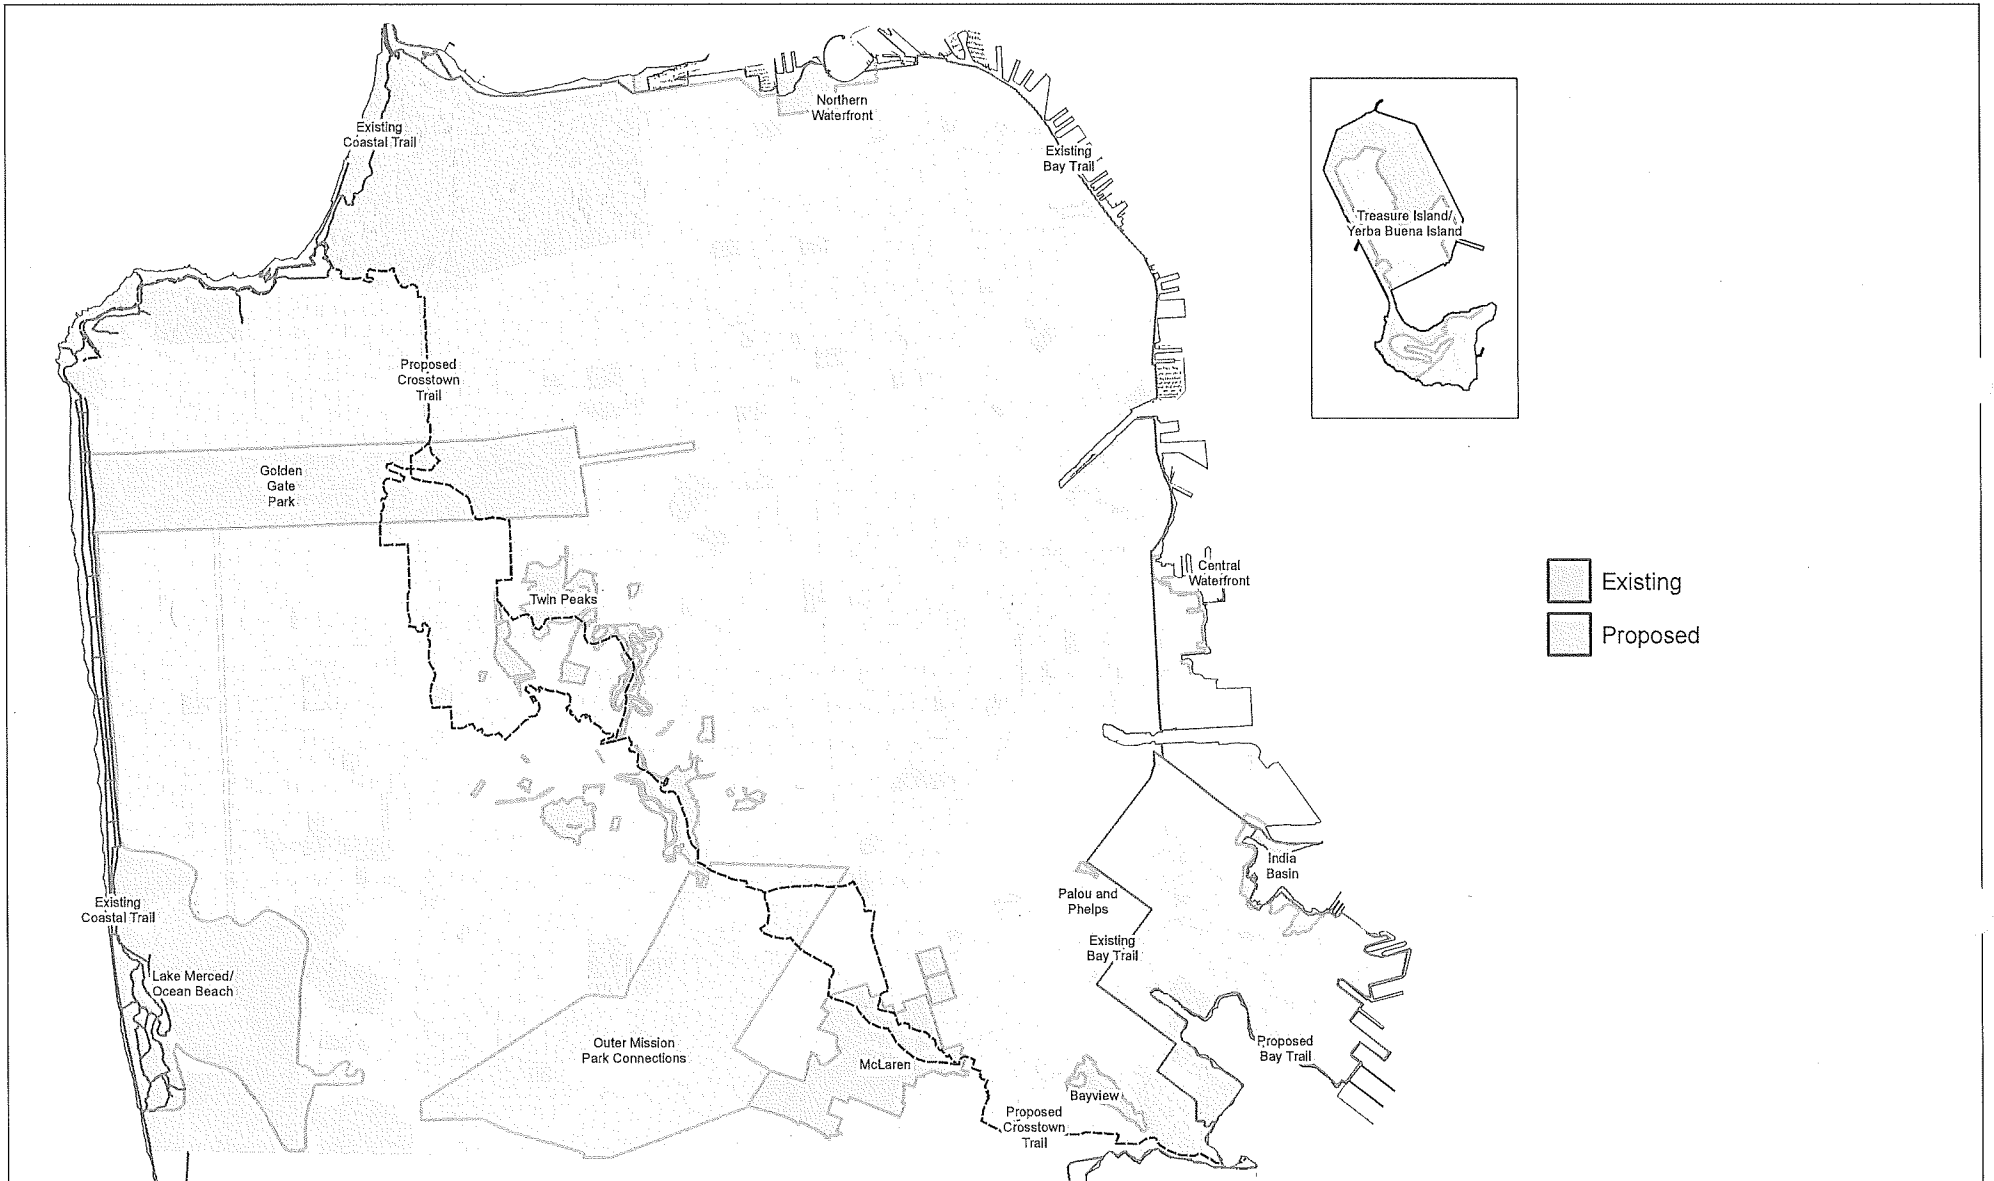 Northern
Waterfront
Existing
Coastal Trail
Existing
Bay Trail
Treasure Island/
Yerba Buena Island
Proposed
Crosstown
Trail
Golden
Gate
Park
Central
Waterfront
Existing
Proposed
Twin Peaks
India
Basin
Palou and
Phelps
Existing
Coastal Trail
Existing
Bay Trail
Lake Merced/
Ocean Beach
Outer Mission
Park Connections
McLaren
Proposed
Bay Trail
Bayview
Proposed
Crosstown
Trail